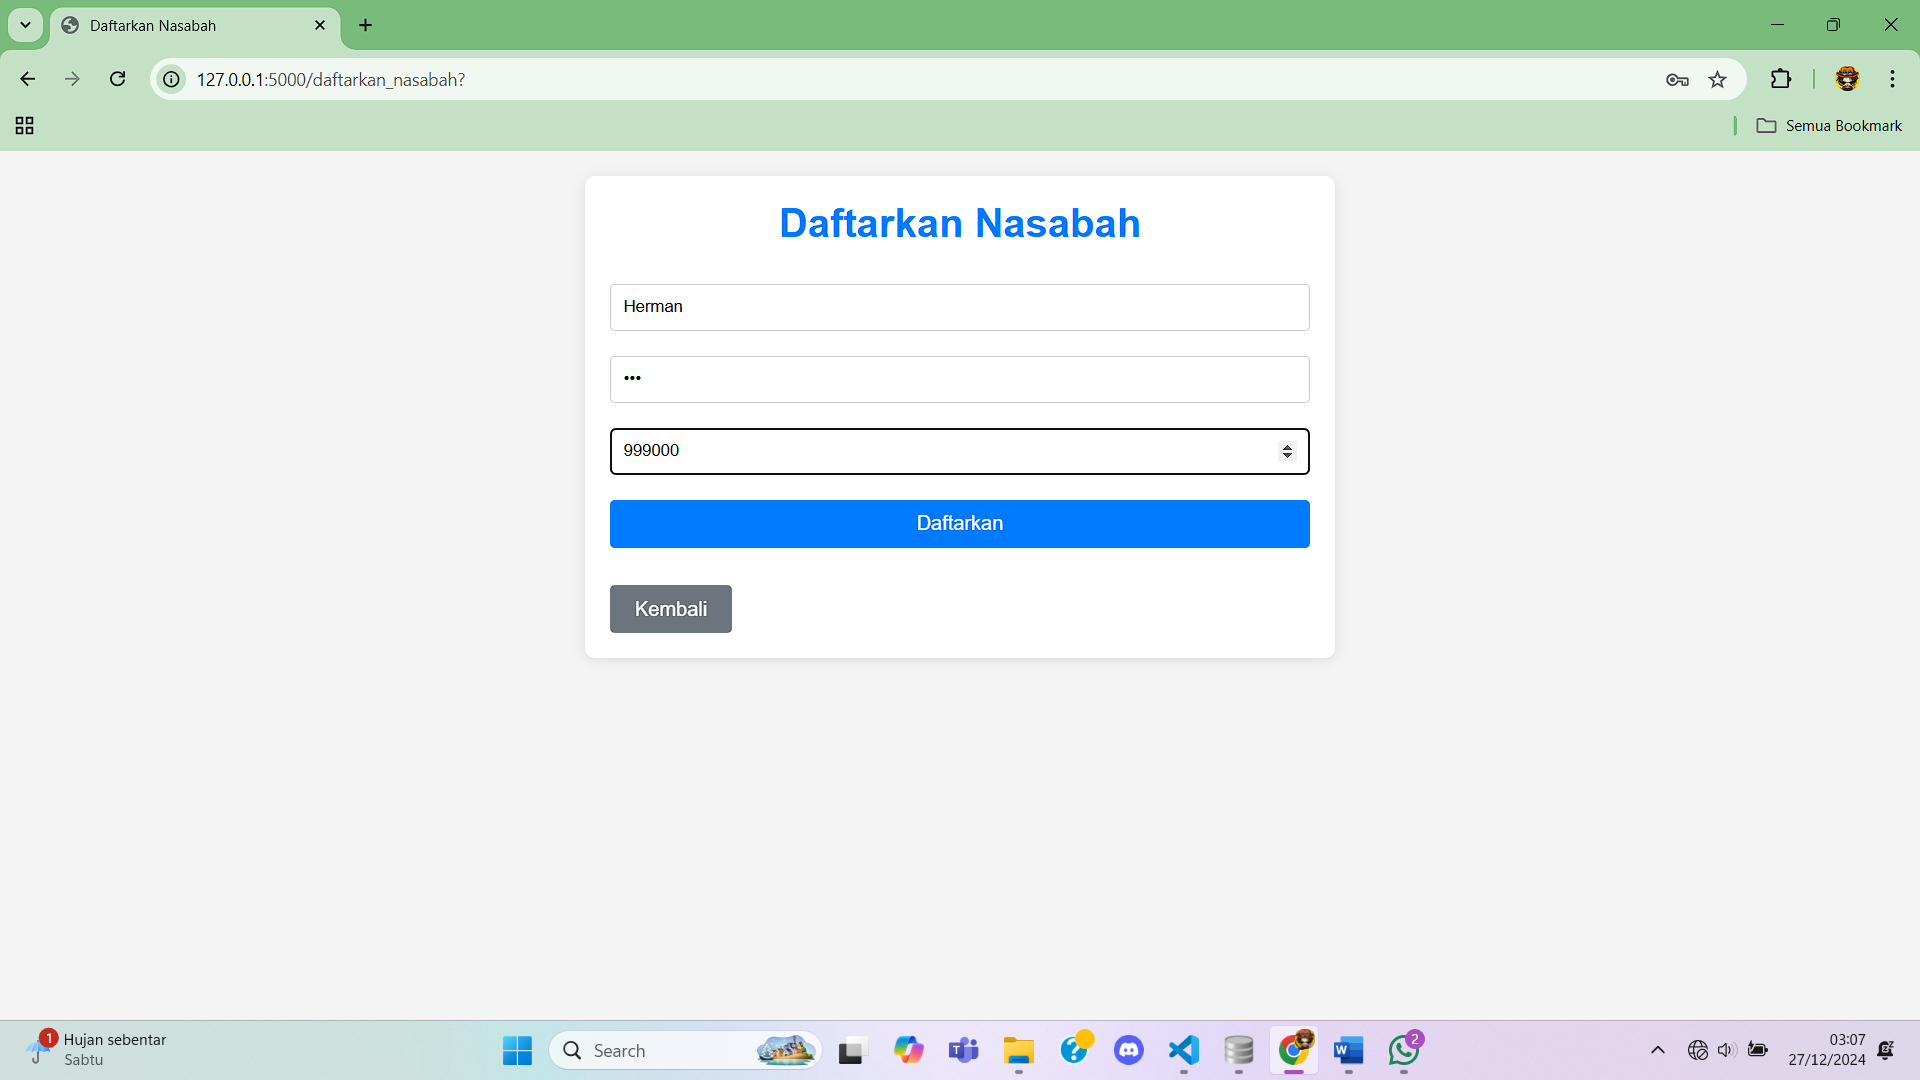 Daftarkan Nasabah
127.0.0.1:5000/daftarkan_nasabah?
Semua Bookmark
Daftarkan Nasabah
Herman
•••
999000
Daftarkan
Kembali
1
Hujan sebentar
Sabtu
Search
2
03:07
27/12/2024